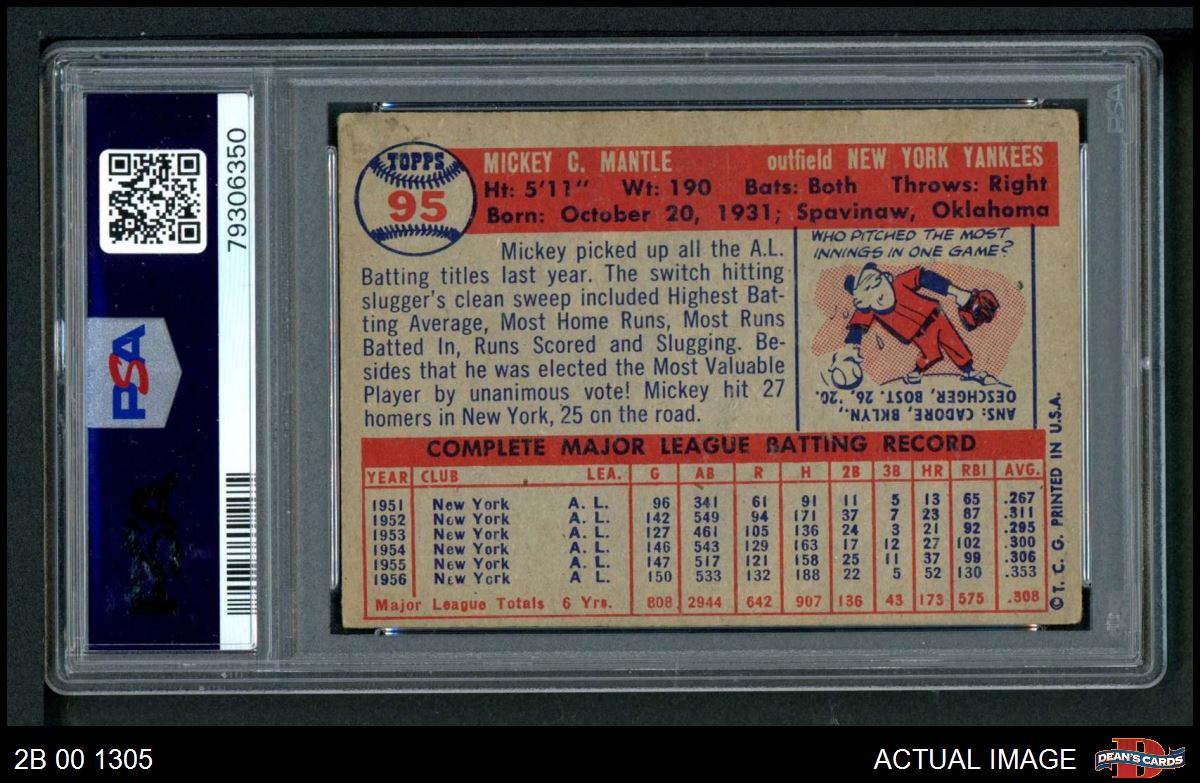 79306350
PSA
PSA
TOPPS
95
MICKEY C. MANTLE outfield NEW YORK YANKEES
Ht: 5'11" Wt: 190 Bats: Both Throws: Right
Born: October 20, 1931; Spavinaw, Oklahoma
Mickey picked up all the A.L.
Batting titles last year. The switch hitting
slugger's clean sweep included Highest Bat-
ting Average, Most Home Runs, Most Runs
Batted In, Runs Scored and Slugging. Be-
sides that he was elected the Most Valuable
Player by unanimous vote! Mickey hit 27
homers in New York, 25 on the road.
WHO PITCHED THE MOST
INNINGS IN ONE GAME?
ANS: CADORE, BKLYN.,
OESCHGER, BOST. 26, '20.
COMPLETE MAJOR LEAGUE BATTING RECORD
YEAR CLUB LEA. G AB R H 2B 3B HR RBI AVG.
1951 New York A. L. 96 341 61 91 11 5 13 65 .267
1952 New York A. L. 142 549 94 171 37 7 23 87 .311
1953 New York A. L. 127 461 105 136 24 3 21 92 .295
1954 New York A. L. 146 543 129 163 17 12 27 102 .300
1955 New York A. L. 147 517 121 158 25 11 37 99 .306
1956 New York A L. 150 533 132 188 22 5 52 130 .353
Major League Totals 6 Yrs. 808 2944 642 907 136 43 173 575 .308
© T. C. G. PRINTED IN U.S.A.
PSA
2B 00 1305
ACTUAL IMAGE
DEAN'S CARDS